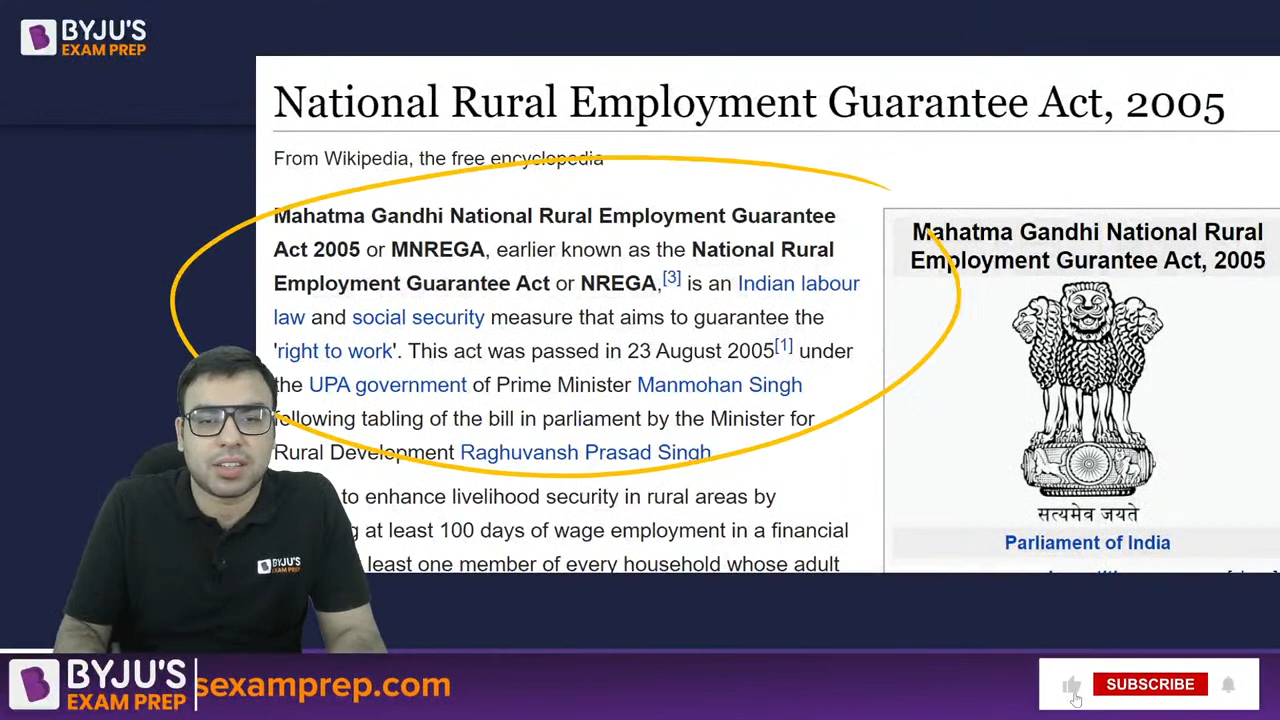 BYJU'S
EXAM PREP
National Rural Employment Guarantee Act, 2005
From Wikipedia, the free encyclopedia
Mahatma Gandhi National Rural Employment Guarantee
Act 2005 or MNREGA, earlier known as the National Rural
Employment Guarantee Act or NREGA,[3] is an Indian labour
law and social security measure that aims to guarantee the
'right to work'. This act was passed in 23 August 2005[1] under
the UPA government of Prime Minister Manmohan Singh
following tabling of the bill in parliament by the Minister for
Rural Development Raghuvansh Prasad Singh.
to enhance livelihood security in rural areas by
at least 100 days of wage employment in a financial
least one member of every household whose adult
Mahatma Gandhi National Rural
Employment Gurantee Act, 2005
सत्यमेव जयते
Parliament of India
BYJU'S
EXAM PREP
BYJU'S
EXAM PREP
sexamprep.com
SUBSCRIBE